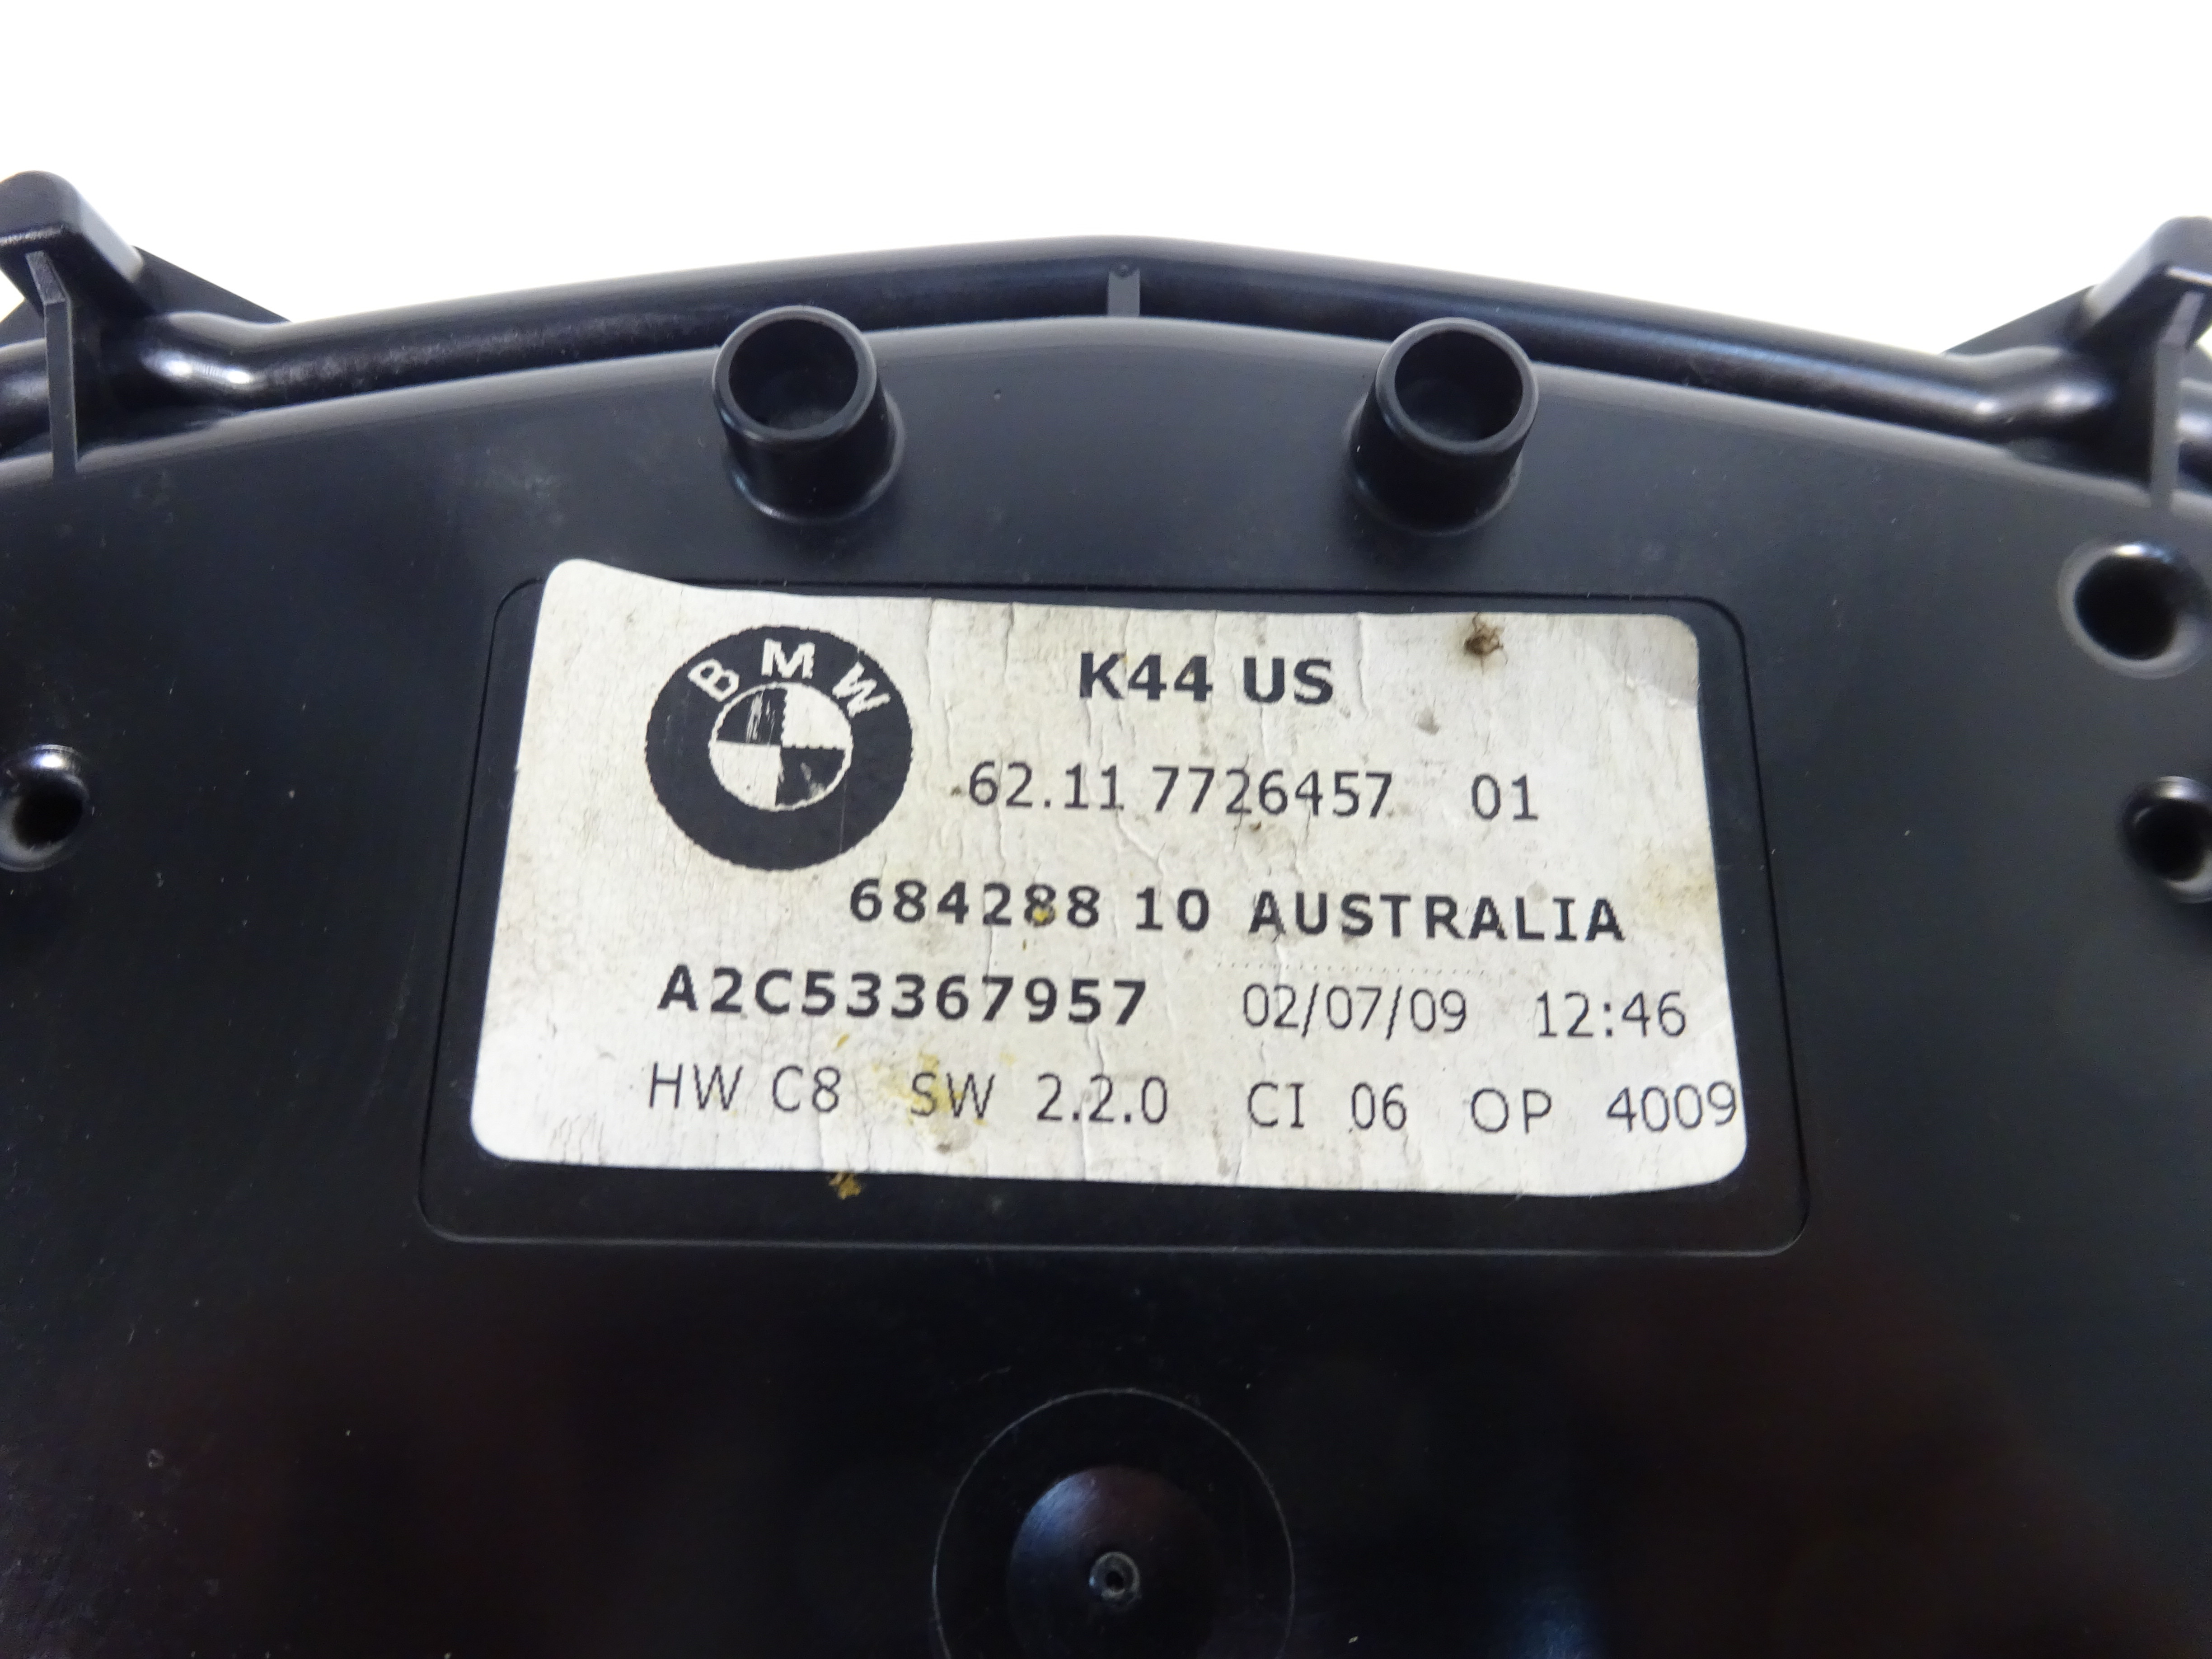 BMW
K44 US
62.11 7726457 01
684288 10 AUSTRALIA
A2C53367957 02/07/09 12:46
HW C8 SW 2.2.0 CI 06 OP 4009